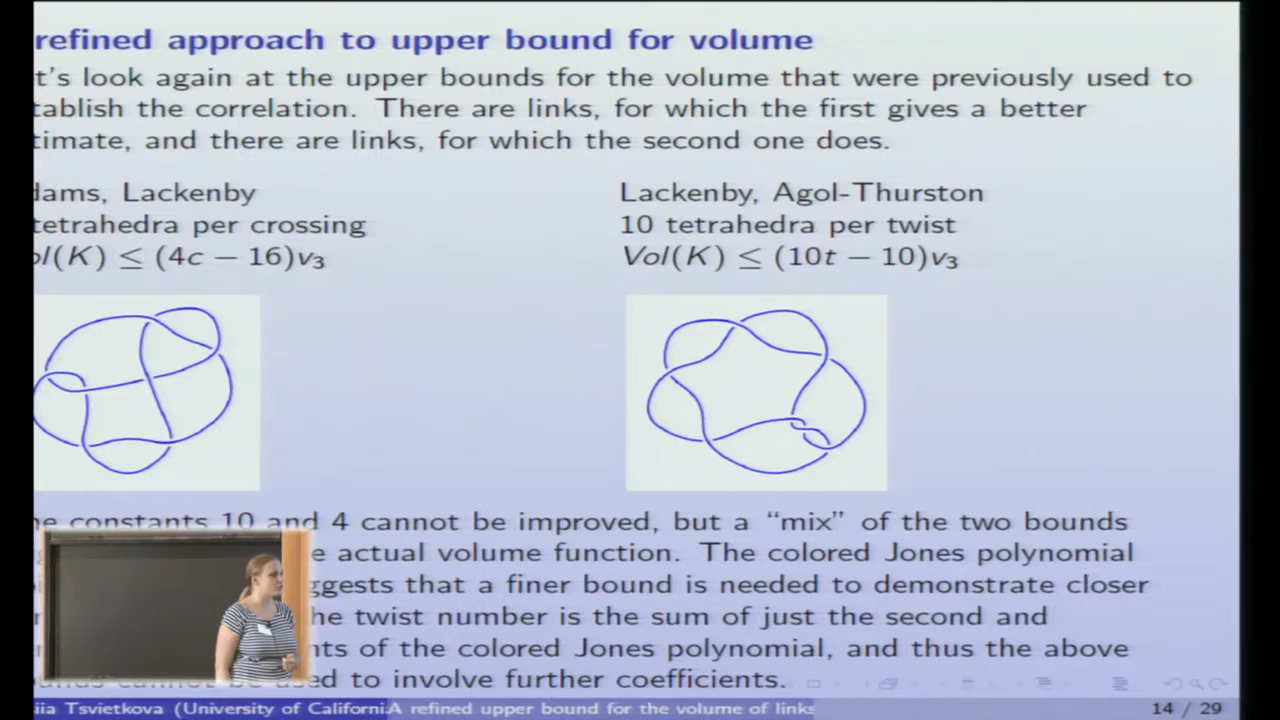 refined approach to upper bound for volume
t's look again at the upper bounds for the volume that were previously used to
tablish the correlation. There are links, for which the first gives a better
timate, and there are links, for which the second one does.
dams, Lackenby
tetrahedra per crossing
ol(K) ≤ (4c − 16)v₃
Lackenby, Agol-Thurston
10 tetrahedra per twist
Vol(K) ≤ (10t − 10)v₃
he constants 10 and 4 cannot be improved, but a “mix” of the two bounds
e actual volume function. The colored Jones polynomial
ggests that a finer bound is needed to demonstrate closer
he twist number is the sum of just the second and
nts of the colored Jones polynomial, and thus the above
unds cannot be used to involve further coefficients.
iia Tsvietkova (University of Californi A refined upper bound for the volume of links 14 / 29